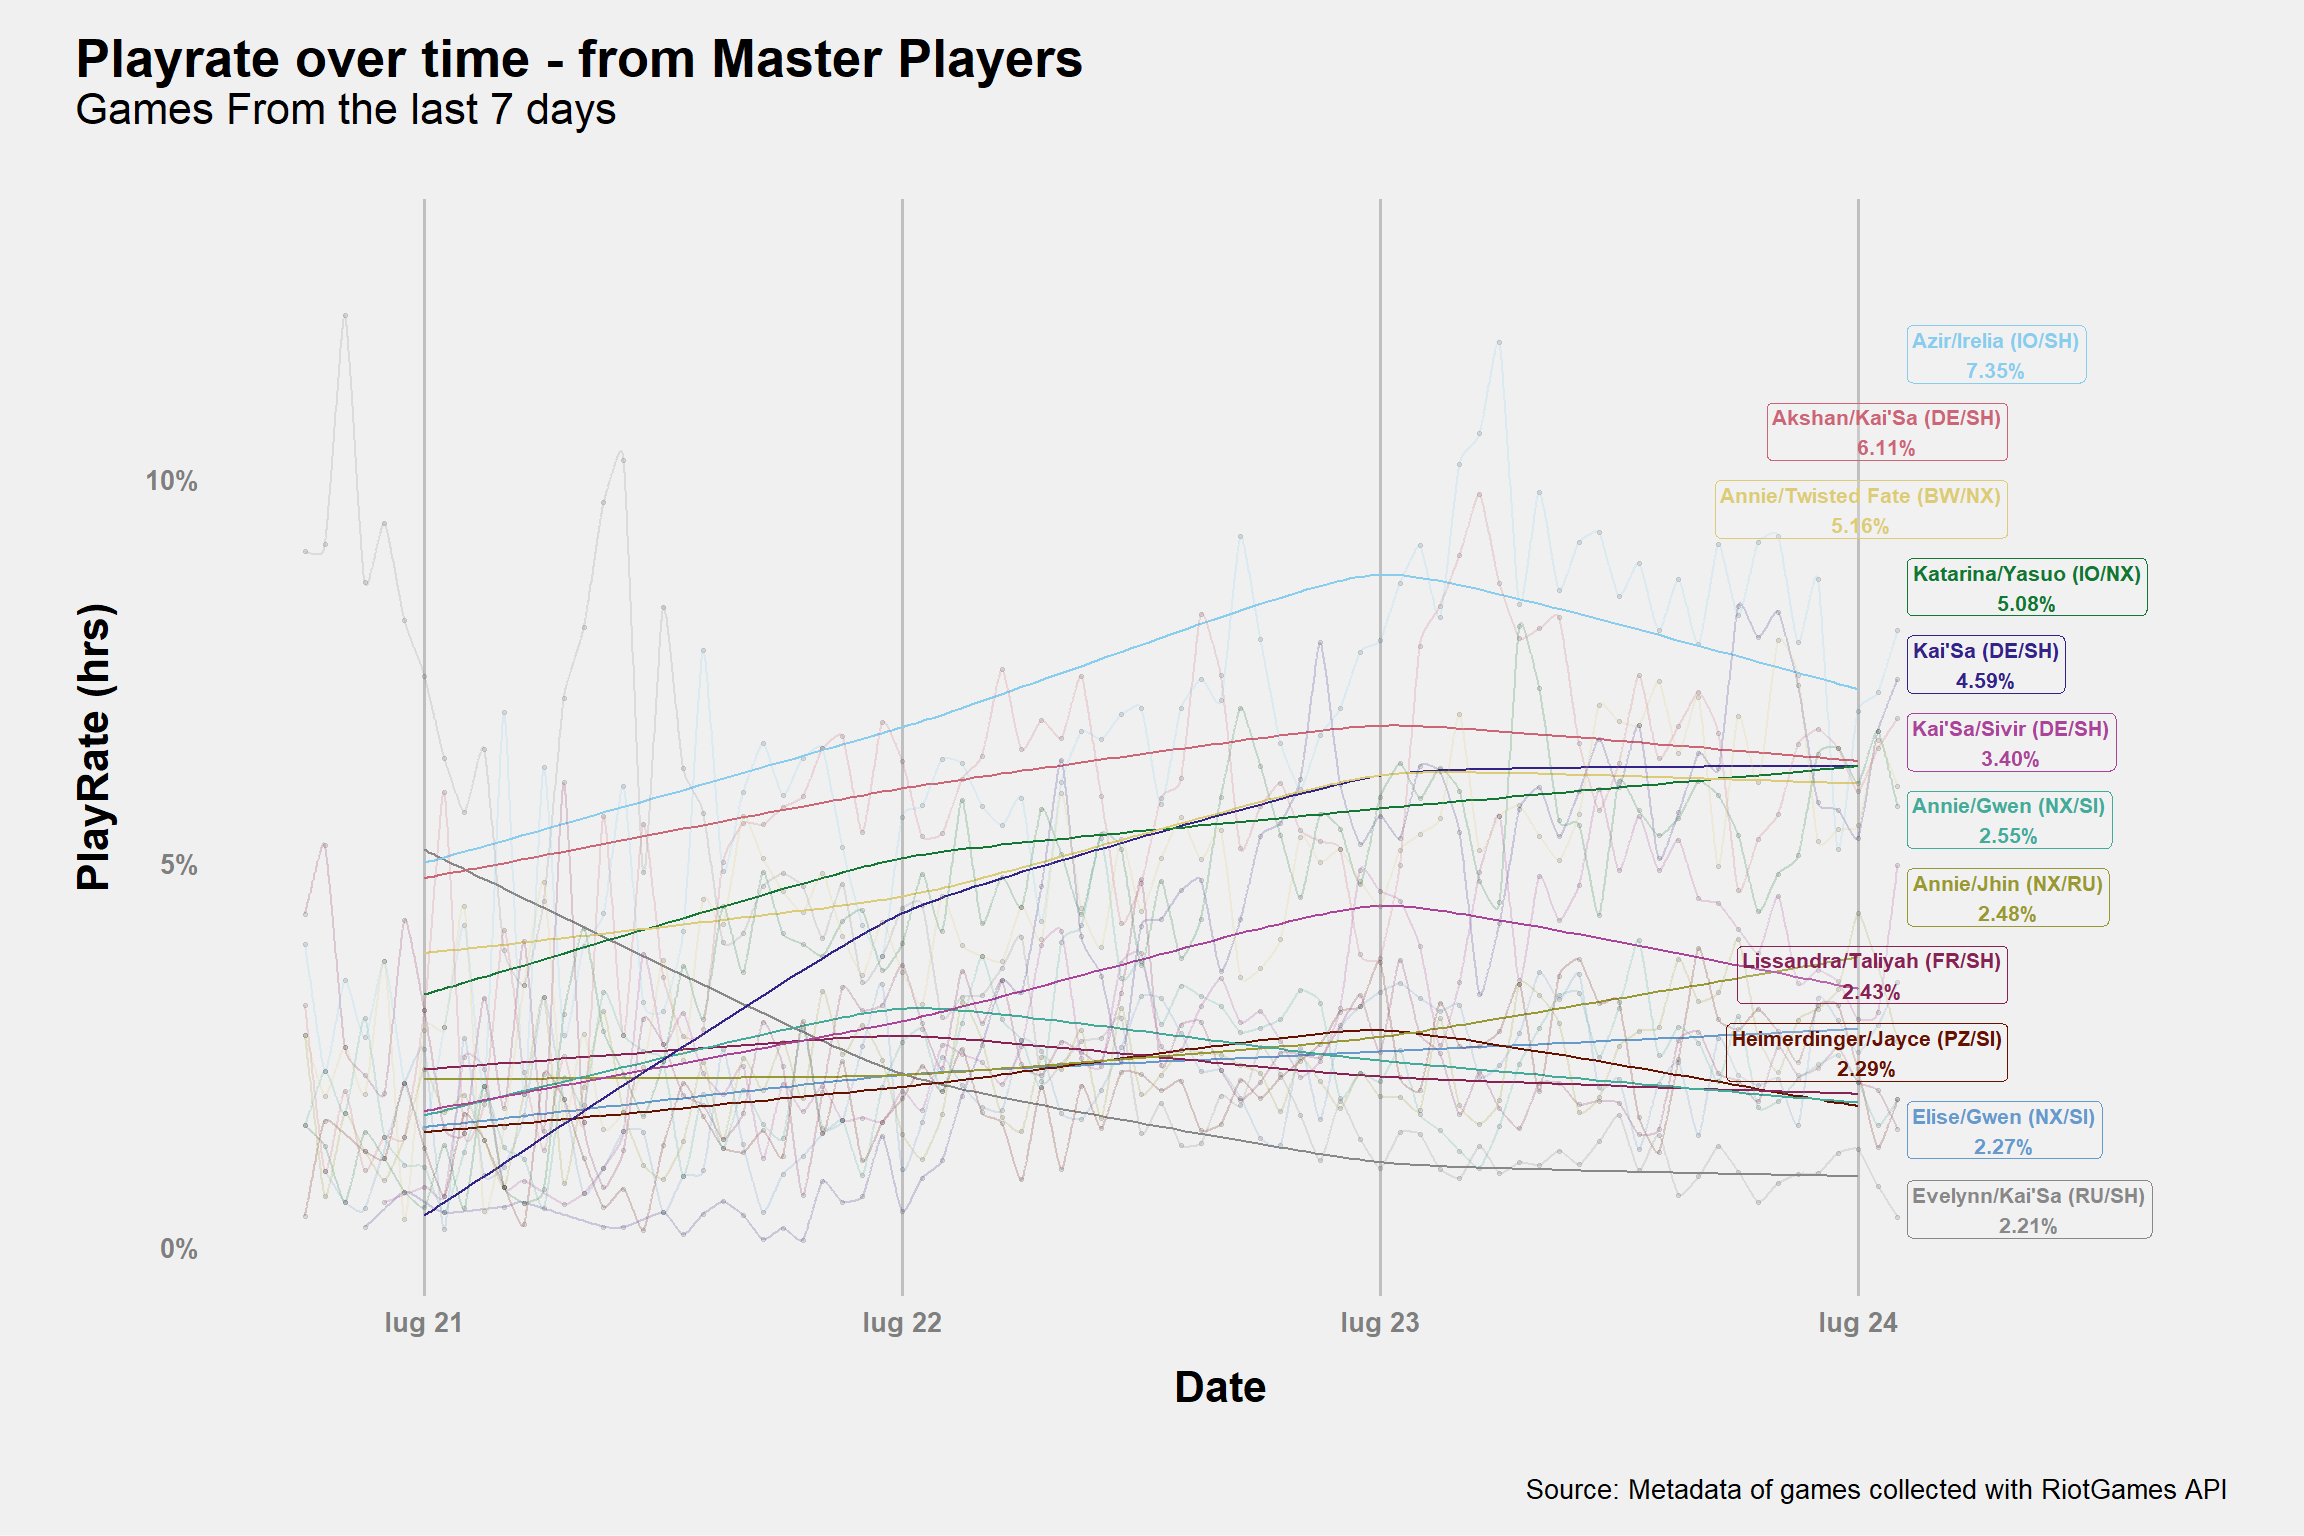 Playrate over time - from Master Players
Games From the last 7 days
PlayRate (hrs)
10%
5%
0%
Azir/Irelia (IO/SH)
7.35%
Akshan/Kai'Sa (DE/SH)
6.11%
Annie/Twisted Fate (BW/NX)
5.16%
Katarina/Yasuo (IO/NX)
5.08%
Kai'Sa (DE/SH)
4.59%
Kai'Sa/Sivir (DE/SH)
3.40%
Annie/Gwen (NX/SI)
2.55%
Annie/Jhin (NX/RU)
2.48%
Lissandra/Taliyah (FR/SH)
2.43%
Heimerdinger/Jayce (PZ/SI)
2.29%
Elise/Gwen (NX/SI)
2.27%
Evelynn/Kai'Sa (RU/SH)
2.21%
lug 21
lug 22
lug 23
lug 24
Date
Source: Metadata of games collected with RiotGames API